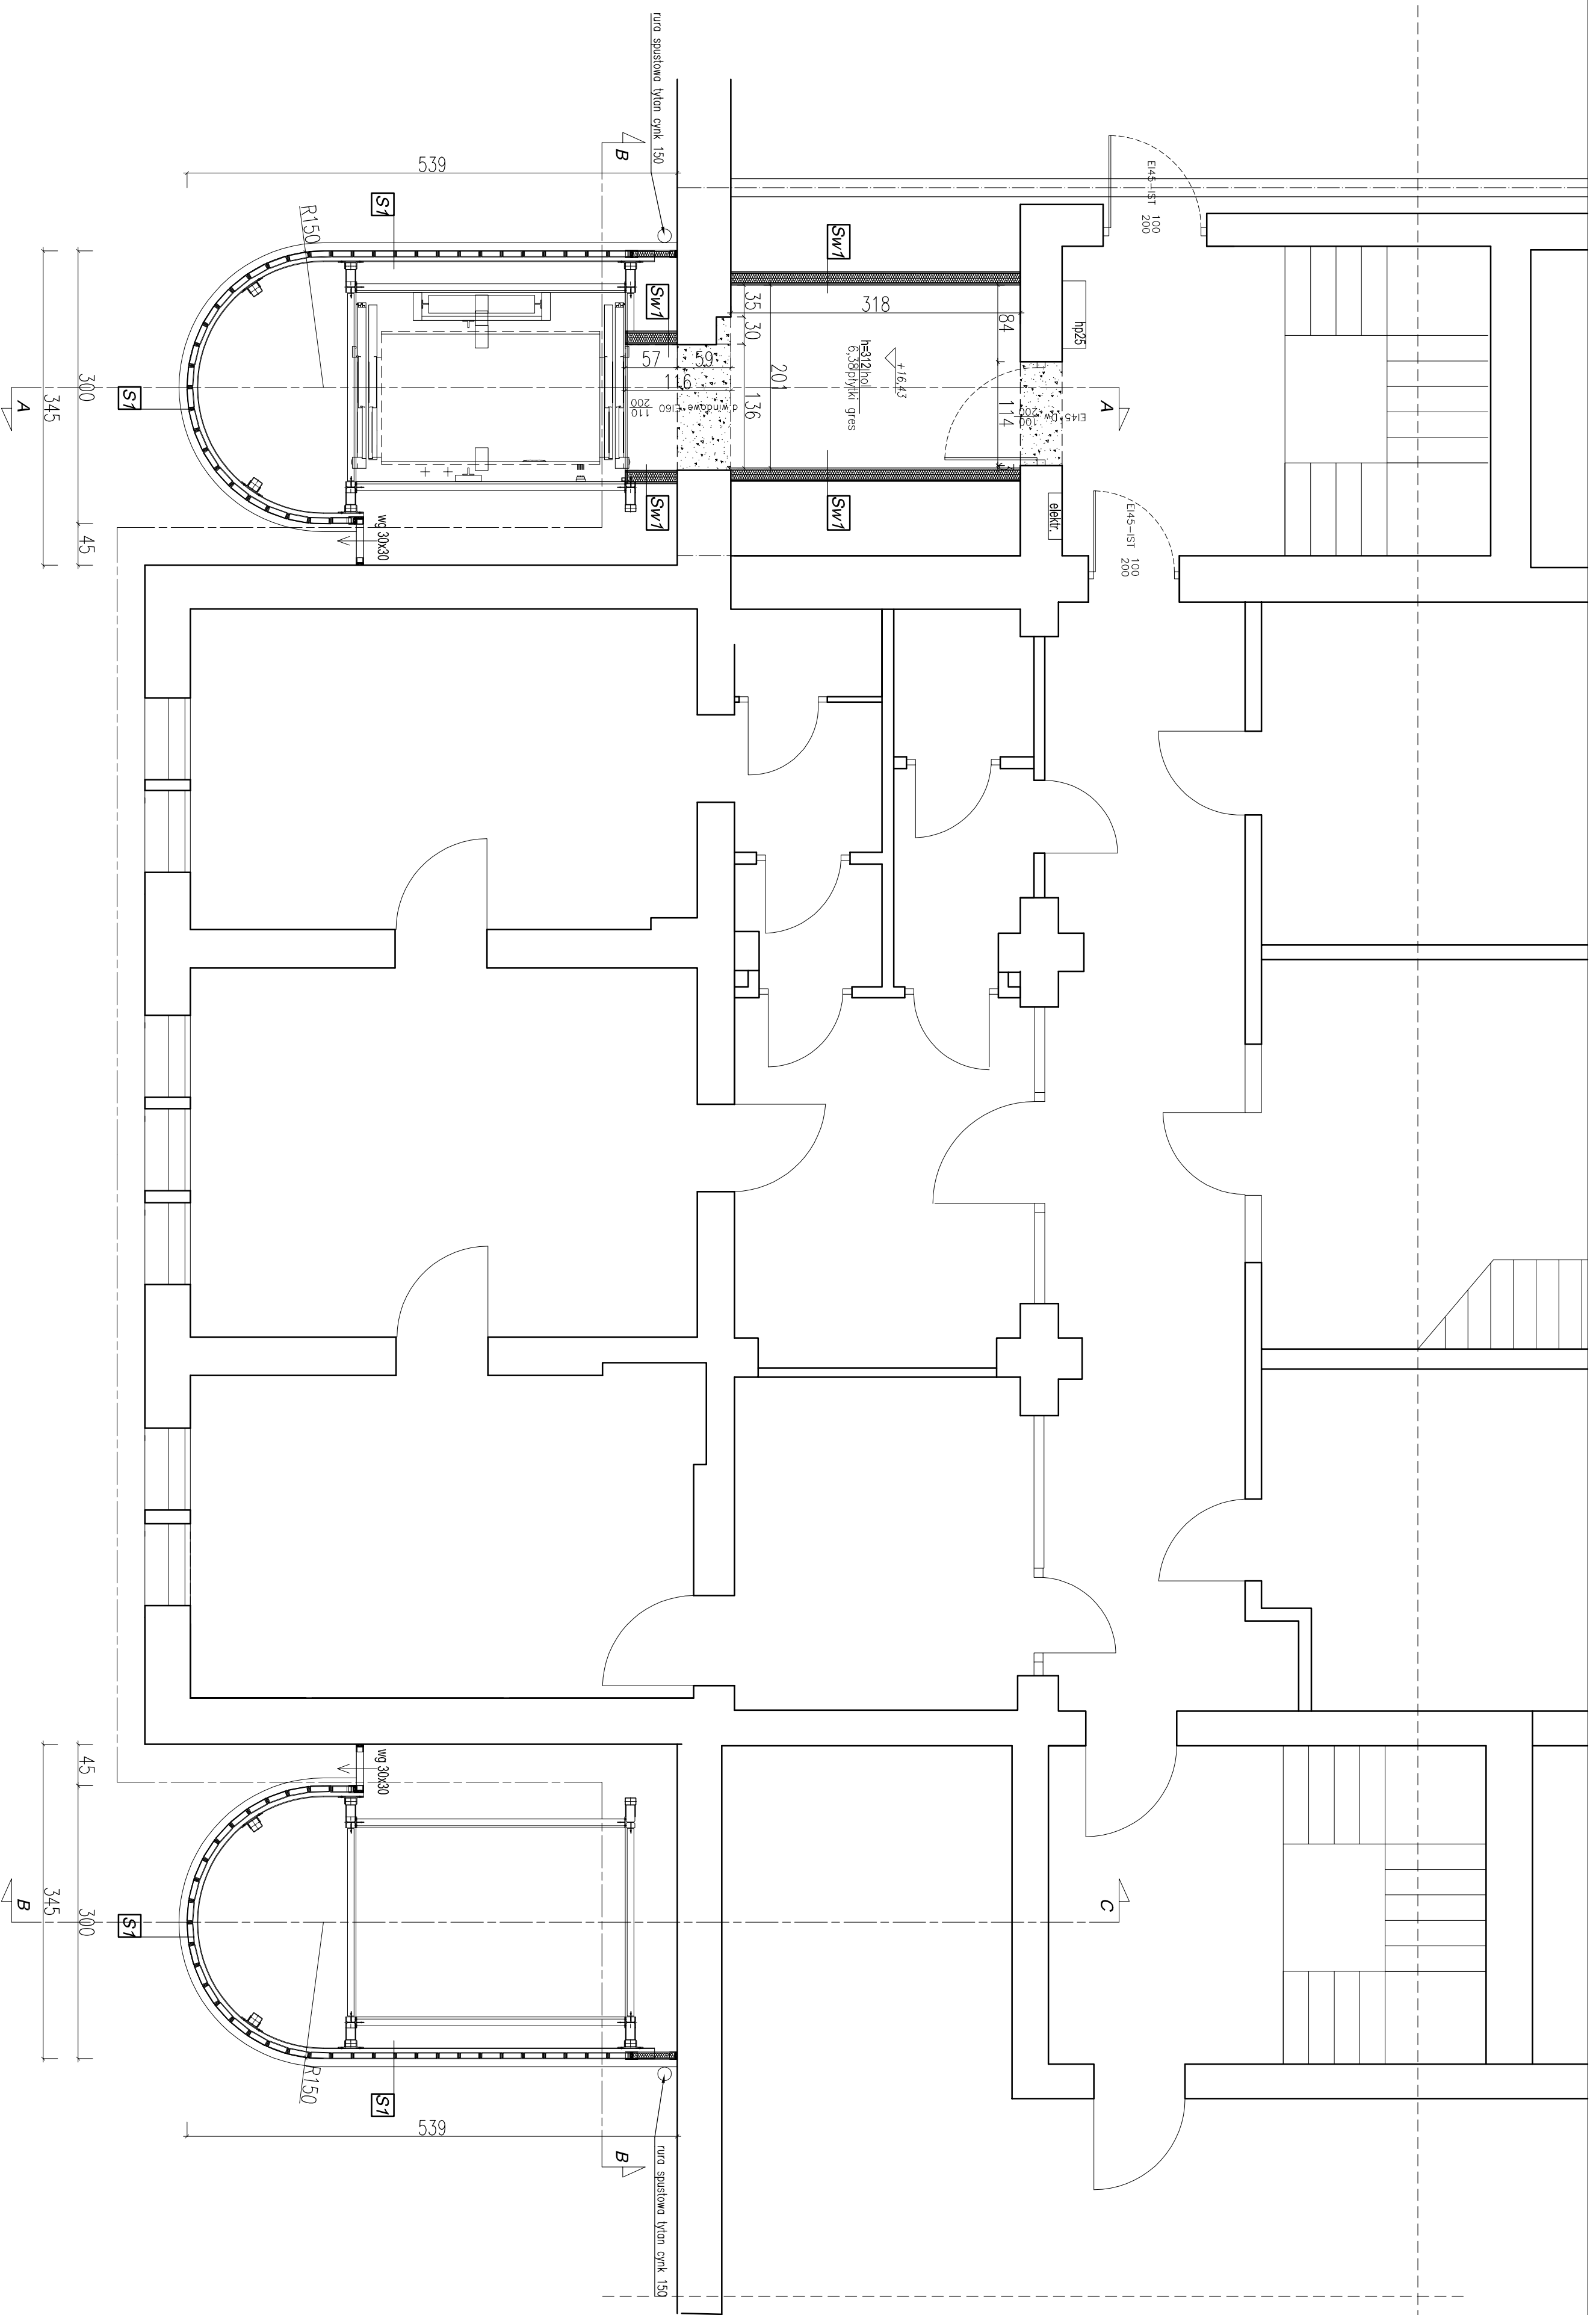 rura spustowa tytan cynk 150
B
539
S1
R150
Sw1
EI45-IST 100
200
hp25
84
318
35
30
Sw1
57
59
116
201
136
+16,43
h=312 hol
6,38 płytki gres
d.windowe EI60
110
200
A
EI45 Dw
100
200
114
300
345
A
S1
Sw1
Sw1
elektr.
EI45-IST 100
200
45
wg 30x30
45
wg 30x30
300
345
B
S1
C
R150
S1
539
B
rura spustowa tytan cynk 150